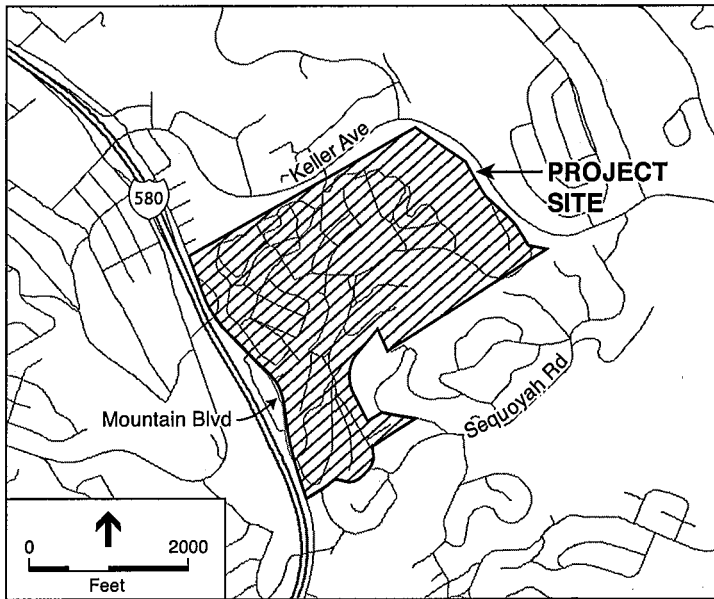 ~Keller Ave
PROJECT
SITE
580
Mountain Blvd
Sequoyah Rd
0 2000
Feet